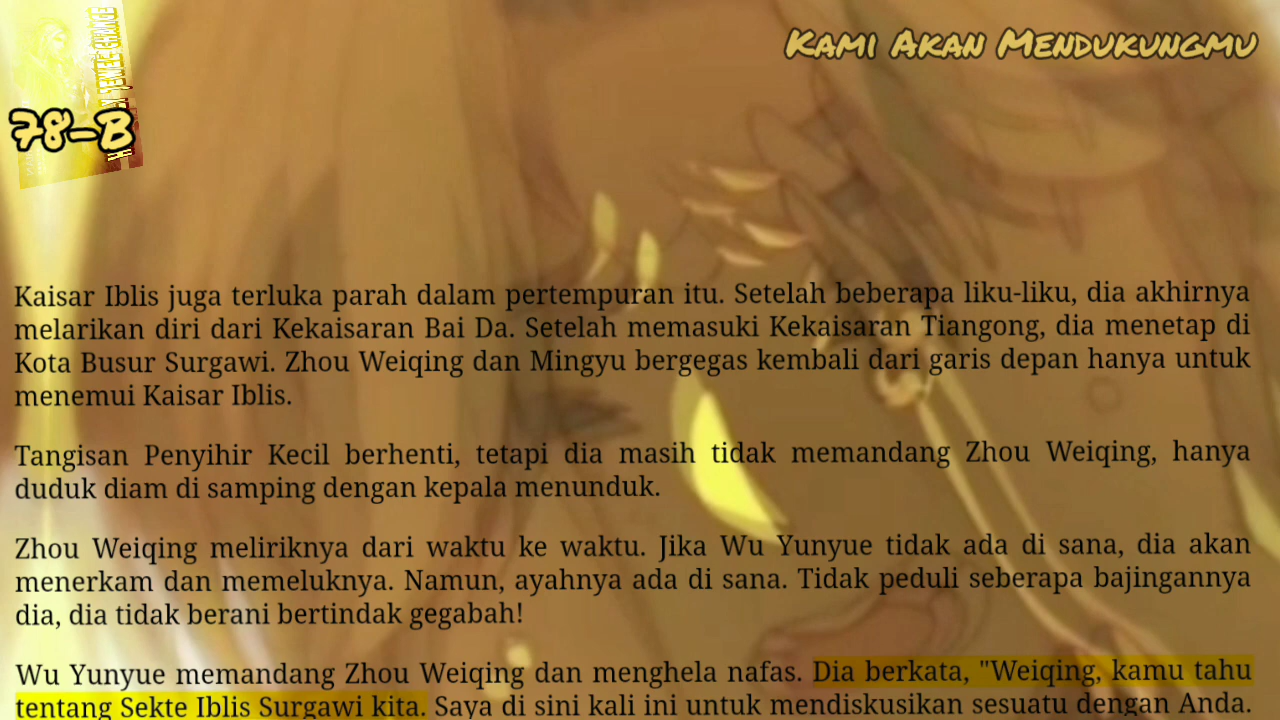 Kami Akan Mendukungmu
78-B
Kaisar Iblis juga terluka parah dalam pertempuran itu. Setelah beberapa liku-liku, dia akhirnya
melarikan diri dari Kekaisaran Bai Da. Setelah memasuki Kekaisaran Tiangong, dia menetap di
Kota Busur Surgawi. Zhou Weiqing dan Mingyu bergegas kembali dari garis depan hanya untuk
menemui Kaisar Iblis.
Tangisan Penyihir Kecil berhenti, tetapi dia masih tidak memandang Zhou Weiqing, hanya
duduk diam di samping dengan kepala menunduk.
Zhou Weiqing meliriknya dari waktu ke waktu. Jika Wu Yunyue tidak ada di sana, dia akan
menerkam dan memeluknya. Namun, ayahnya ada di sana. Tidak peduli seberapa bajingannya
dia, dia tidak berani bertindak gegabah!
Wu Yunyue memandang Zhou Weiqing dan menghela nafas. Dia berkata, "Weiqing, kamu tahu
tentang Sekte Iblis Surgawi kita. Saya di sini kali ini untuk mendiskusikan sesuatu dengan Anda.